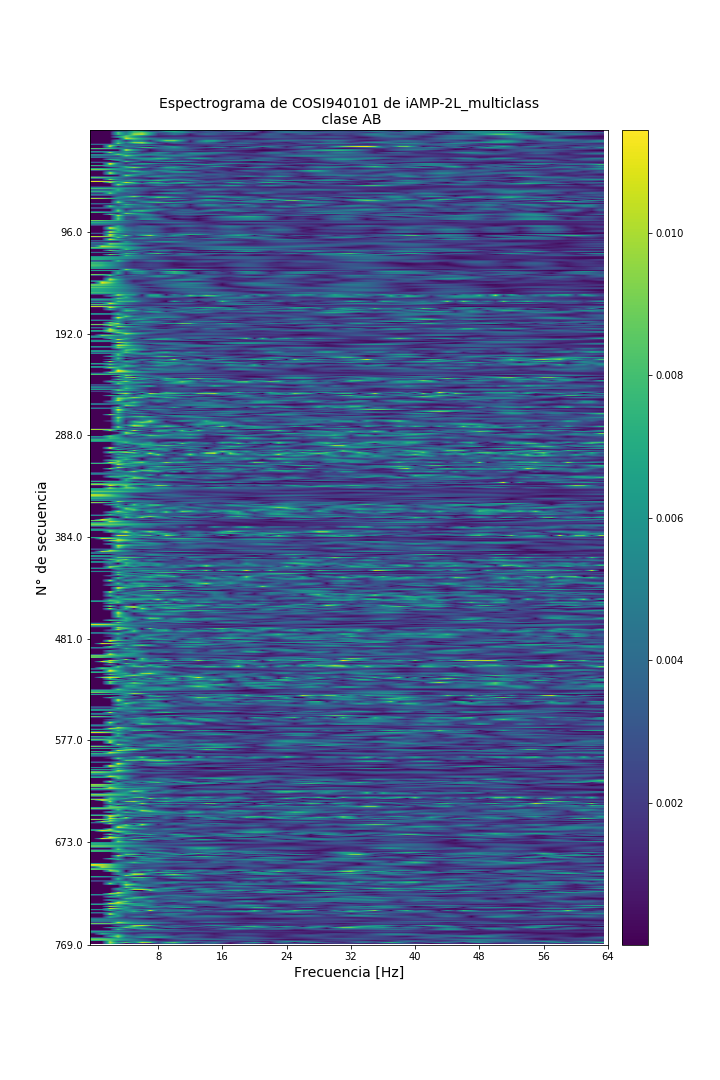 Espectrograma de COSI940101 de iAMP-2L_multiclass
clase AB
0.010
96.0
192.0
0.008
288.0
N° de secuencia
0.006
384.0
481.0
0.004
577.0
0.002
673.0
769.0
8 16 24 32 40 48 56 64
Frecuencia [Hz]